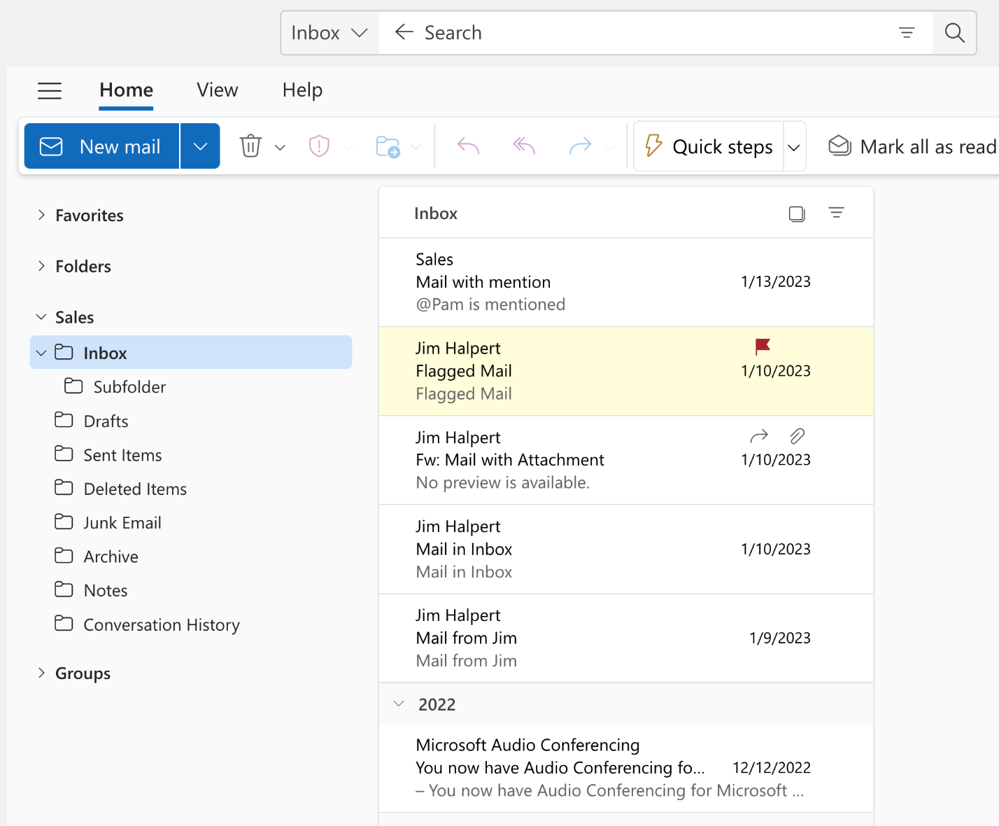 Inbox
Search
Home
View
Help
New mail
Quick steps
Mark all as read
Favorites
Folders
Sales
Inbox
Subfolder
Drafts
Sent Items
Deleted Items
Junk Email
Archive
Notes
Conversation History
Groups
Inbox
Sales
Mail with mention 1/13/2023
@Pam is mentioned
Jim Halpert
Flagged Mail 1/10/2023
Flagged Mail
Jim Halpert
Fw: Mail with Attachment 1/10/2023
No preview is available.
Jim Halpert
Mail in Inbox 1/10/2023
Mail in Inbox
Jim Halpert
Mail from Jim 1/9/2023
Mail from Jim
2022
Microsoft Audio Conferencing
You now have Audio Conferencing fo... 12/12/2022
– You now have Audio Conferencing for Microsoft ...